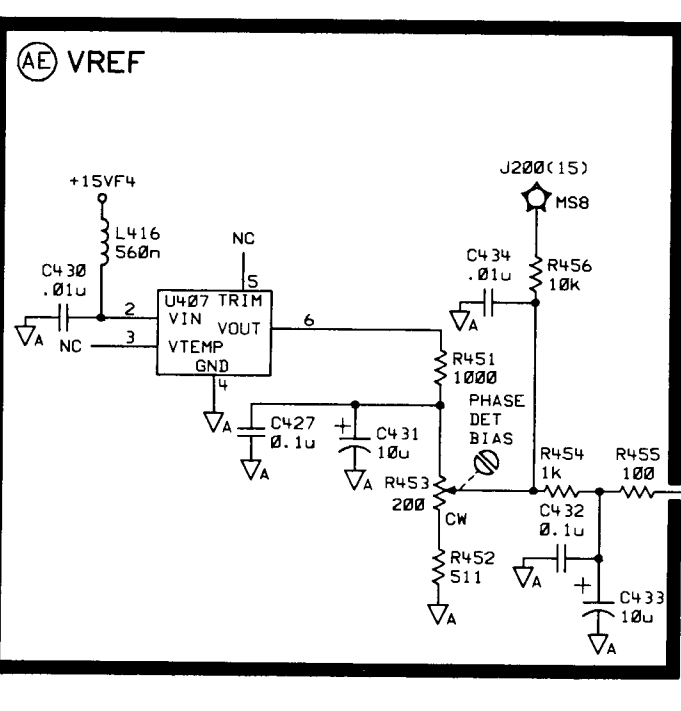 AE VREF
J200(15)
MS8
+15VF4
L416
560n
NC
C434
.01u
R456
10k
C430
.01u
5
U407 TRIM
2
VIN
VOUT
6
A
NC
3
VTEMP
GND
4
A
A
R451
1000
PHASE
DET
BIAS
C427
0.1u
A
+
C431
10u
A
R453
200
CW
R454
1k
R455
100
C432
0.1u
A
R452
511
A
+
C433
10u
A